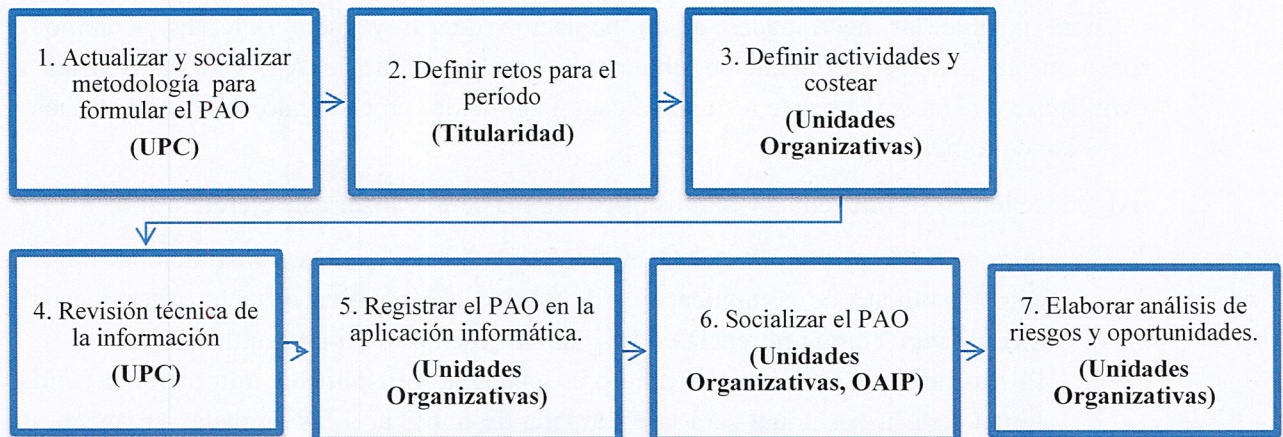 1. Actualizar y socializar
metodología para
formular el PAO
(UPC)
2. Definir retos para el
período
(Titularidad)
3. Definir actividades y
costear
(Unidades
Organizativas)
4. Revisión técnica de
la información
(UPC)
5. Registrar el PAO en la
aplicación informática.
(Unidades
Organizativas)
6. Socializar el PAO
(Unidades
Organizativas, OAIP)
7. Elaborar análisis de
riesgos y oportunidades.
(Unidades
Organizativas)